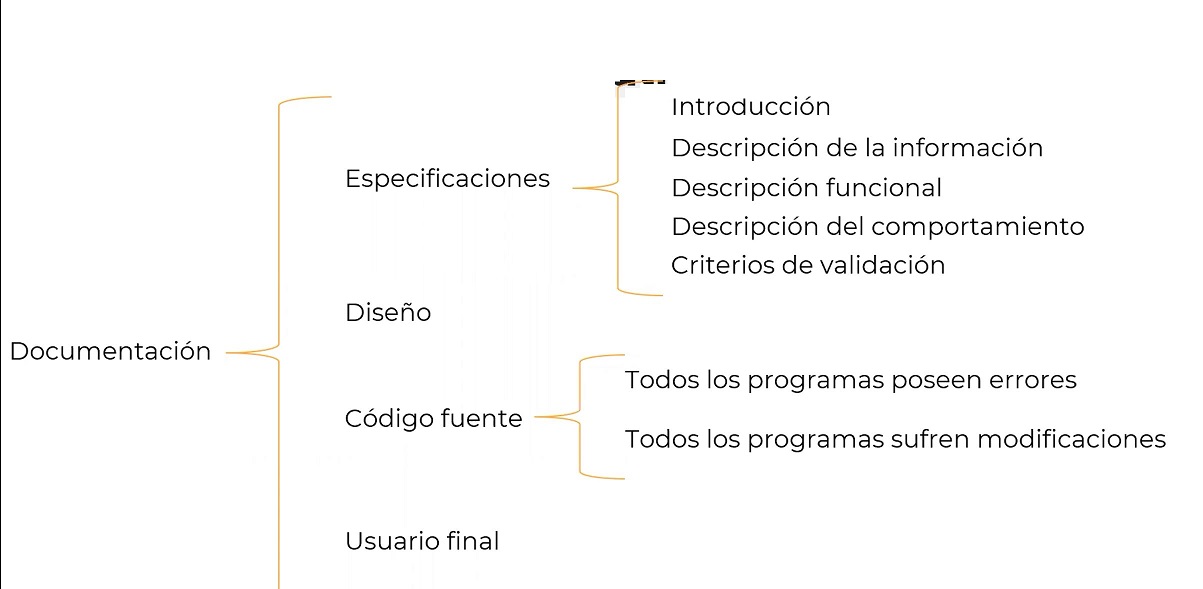 Introducción
Descripción de la información
Especificaciones
Descripción funcional
Descripción del comportamiento
Criterios de validación
Diseño
Documentación
Todos los programas poseen errores
Código fuente
Todos los programas sufren modificaciones
Usuario final